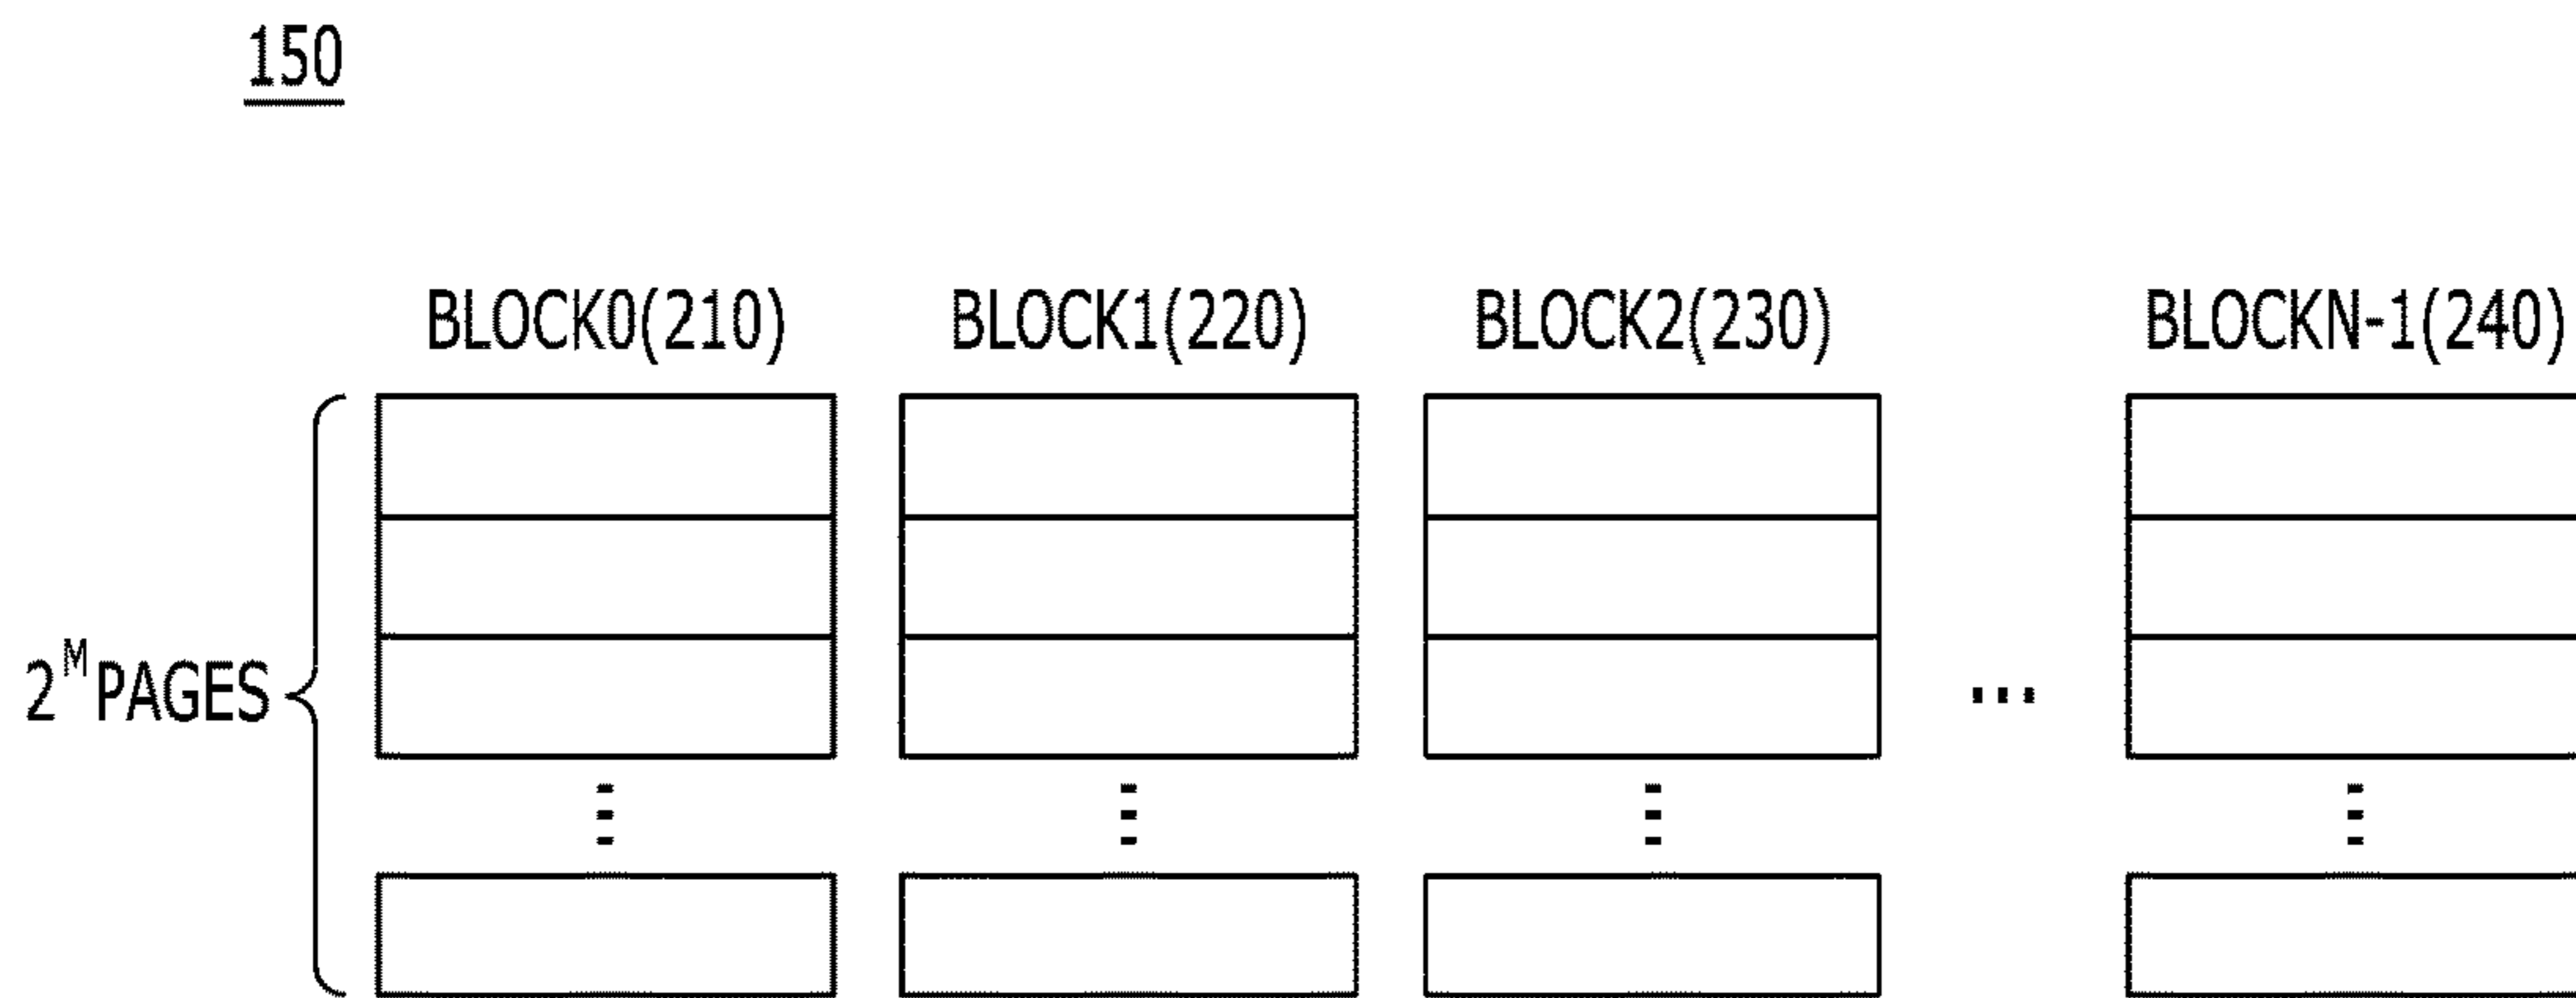 150
BLOCK0(210) BLOCK1(220) BLOCK2(230) BLOCKN-1(240)
2^M PAGES
...